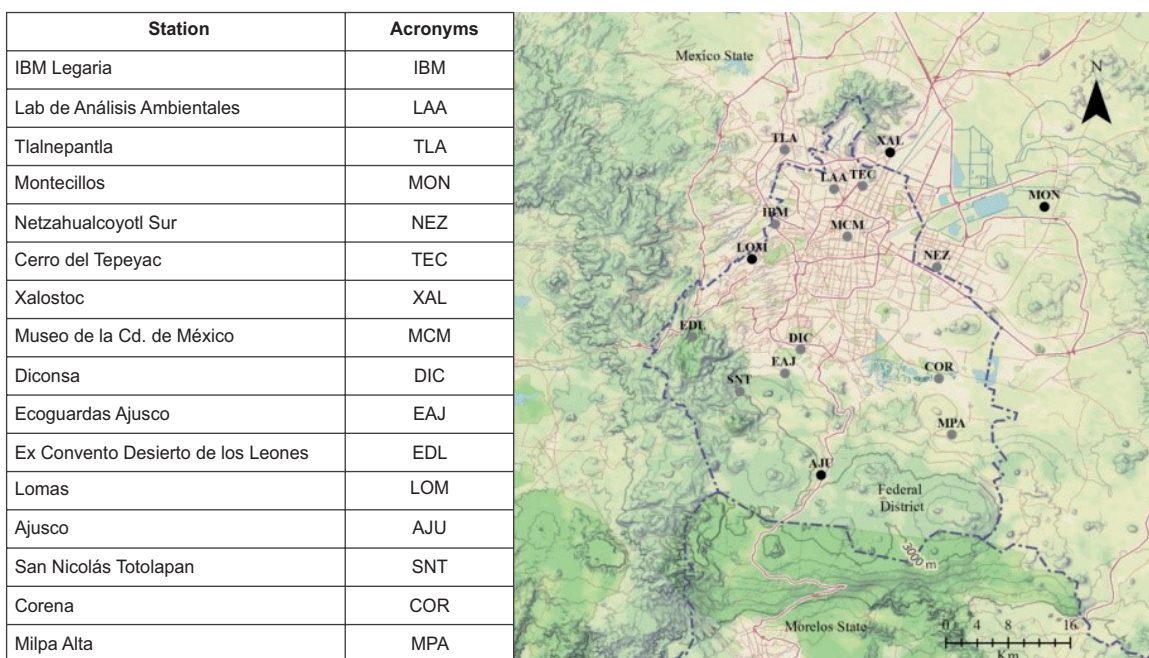 Station Acronyms
IBM Legaria IBM
Lab de Análisis Ambientales LAA
Tlalnepantla TLA
Montecillos MON
Netzahualcoyotl Sur NEZ
Cerro del Tepeyac TEC
Xalostoc XAL
Museo de la Cd. de México MCM
Diconsa DIC
Ecoguardas Ajusco EAJ
Ex Convento Desierto de los Leones EDL
Lomas LOM
Ajusco AJU
San Nicolás Totolapan SNT
Corena COR
Milpa Alta MPA
Mexico State
N
TLA
XAL
LAA TEC
MON
IBM
MCM
LOM
NEZ
EDL
DIC
EAJ
COR
SNT
MPA
AJU
Federal
District
3000 m
Morelos State
0 4 8 16
Km